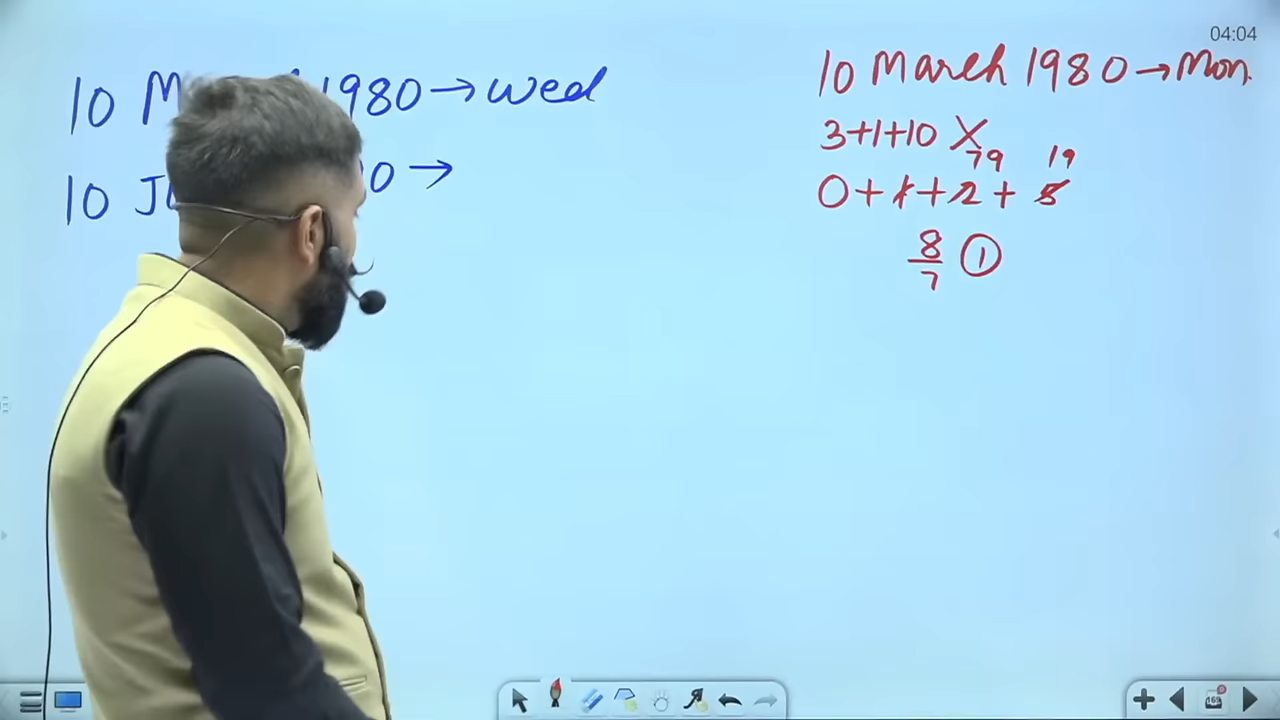 04:04
10 1980 → Wed
10 →
10 March 1980 → Mon.
3+1+10 X
79 19
0 + 1 + 2 + 5
8/7 ①